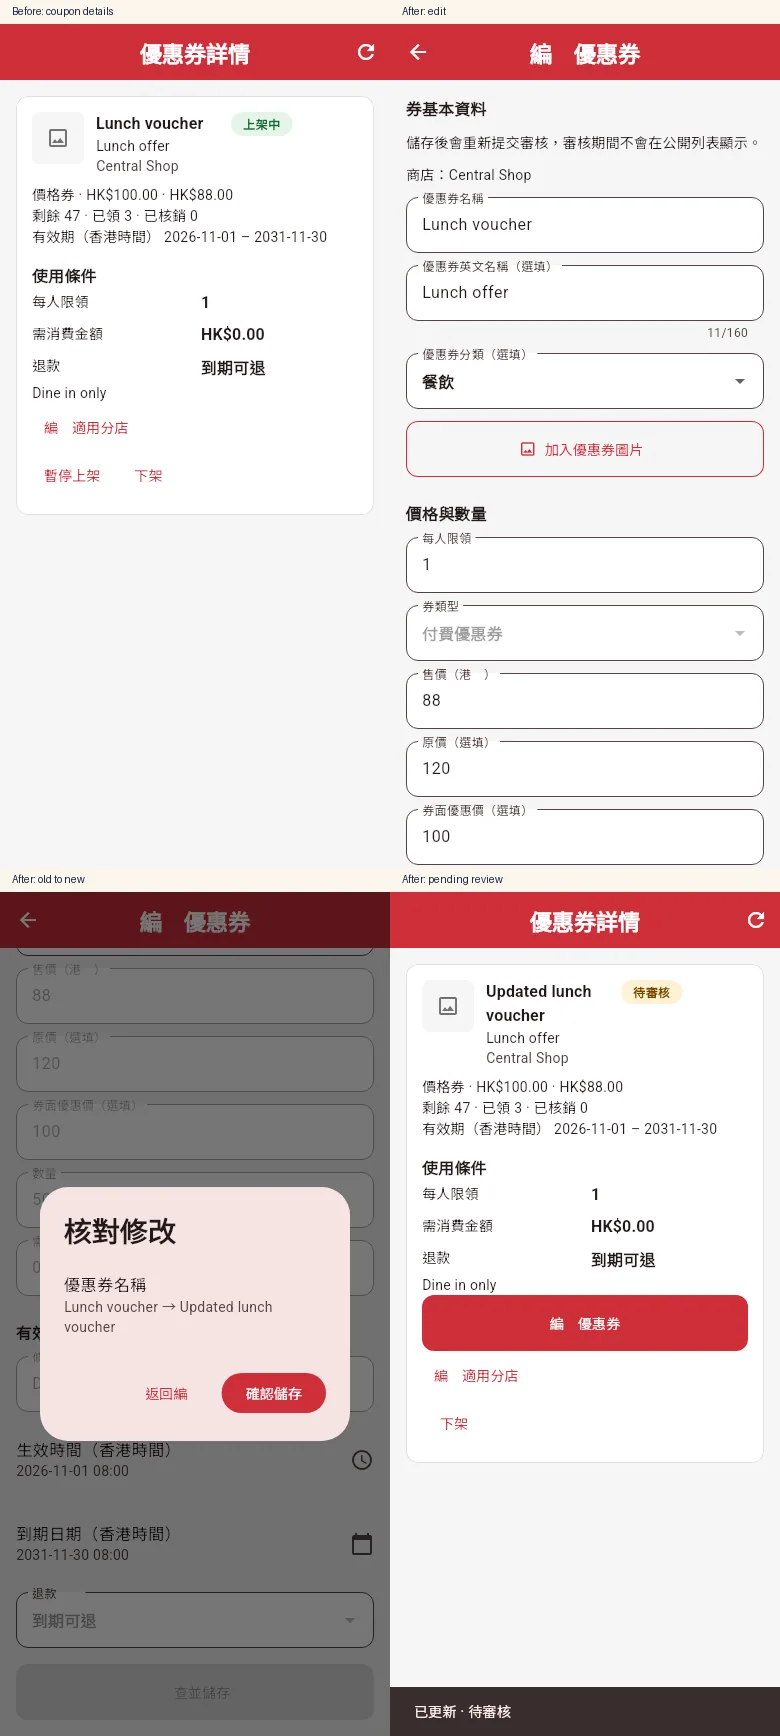 Before: coupon details
優惠券詳情
Lunch voucher
上架中
Lunch offer
Central Shop
價格券 · HK$100.00 · HK$88.00
剩餘 47 · 已領 3 · 已核銷 0
有效期（香港時間） 2026-11-01 – 2031-11-30
使用條件
每人限領 1
需消費金額 HK$0.00
退款 到期可退
Dine in only
編 適用分店
暫停上架 下架
After: edit
編 優惠券
券基本資料
儲存後會重新提交審核，審核期間不會在公開列表顯示。
商店：Central Shop
優惠券名稱
Lunch voucher
優惠券英文名稱（選填）
Lunch offer
11/160
優惠券分類（選填）
餐飲
加入優惠券圖片
價格與數量
每人限領
1
券類型
付費優惠券
售價（港 ）
88
原價（選填）
120
券面優惠價（選填）
100
After: old to new
編 優惠券
售價（港 ）
88
原價（選填）
120
券面優惠價（選填）
100
數量
核對修改
優惠券名稱
Lunch voucher → Updated lunch
voucher
返回編
確認儲存
生效時間（香港時間）
2026-11-01 08:00
到期日期（香港時間）
2031-11-30 08:00
退款
到期可退
查並儲存
After: pending review
優惠券詳情
Updated lunch
voucher
待審核
Lunch offer
Central Shop
價格券 · HK$100.00 · HK$88.00
剩餘 47 · 已領 3 · 已核銷 0
有效期（香港時間） 2026-11-01 – 2031-11-30
使用條件
每人限領 1
需消費金額 HK$0.00
退款 到期可退
Dine in only
編 優惠券
編 適用分店
下架
已更新 · 待審核